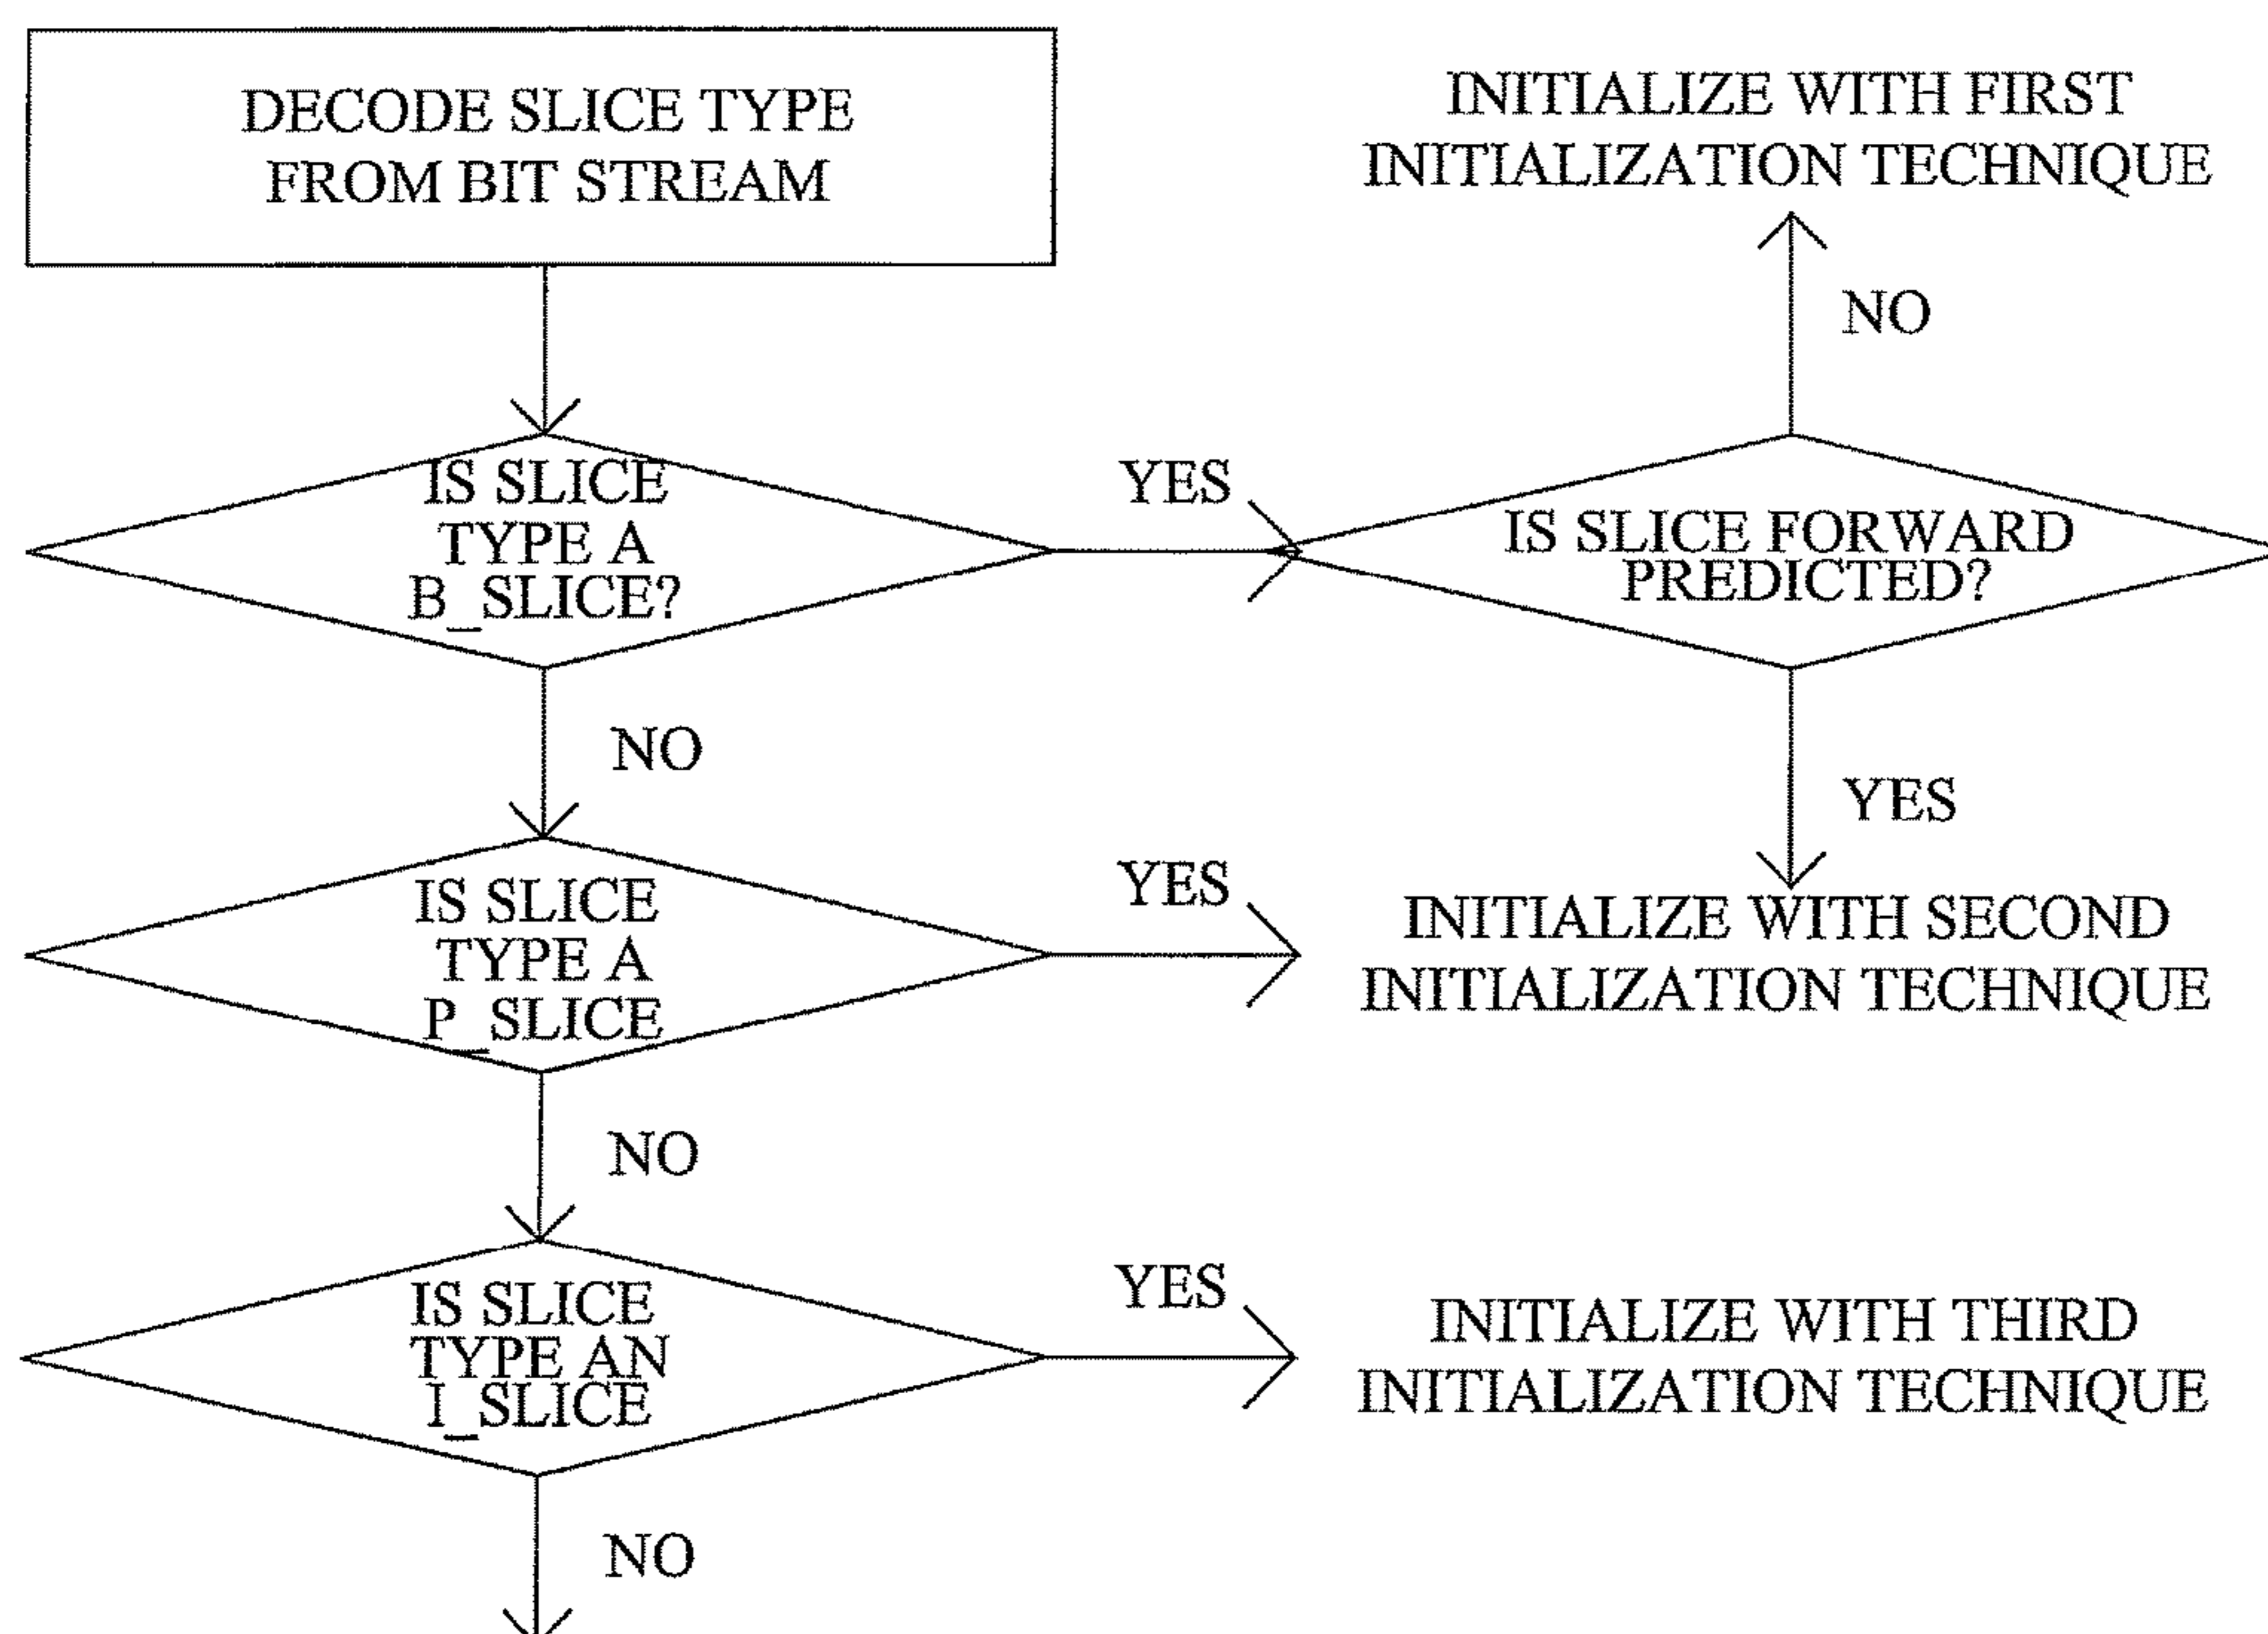 DECODE SLICE TYPE
FROM BIT STREAM
INITIALIZE WITH FIRST
INITIALIZATION TECHNIQUE
NO
IS SLICE
TYPE A
B_SLICE?
YES
IS SLICE FORWARD
PREDICTED?
NO
YES
IS SLICE
TYPE A
P_SLICE
YES
INITIALIZE WITH SECOND
INITIALIZATION TECHNIQUE
NO
IS SLICE
TYPE AN
I_SLICE
YES
INITIALIZE WITH THIRD
INITIALIZATION TECHNIQUE
NO